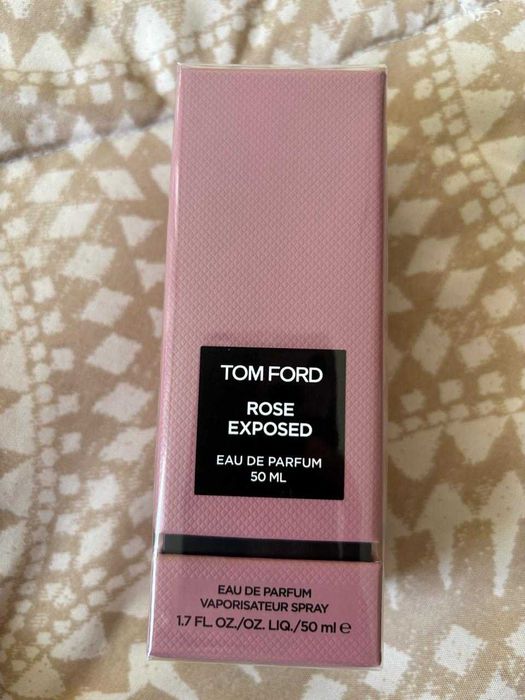 TOM FORD
ROSE
EXPOSED
EAU DE PARFUM
50 ML
EAU DE PARFUM
VAPORISATEUR SPRAY
1.7 FL. OZ./OZ. LIQ./50 ml e